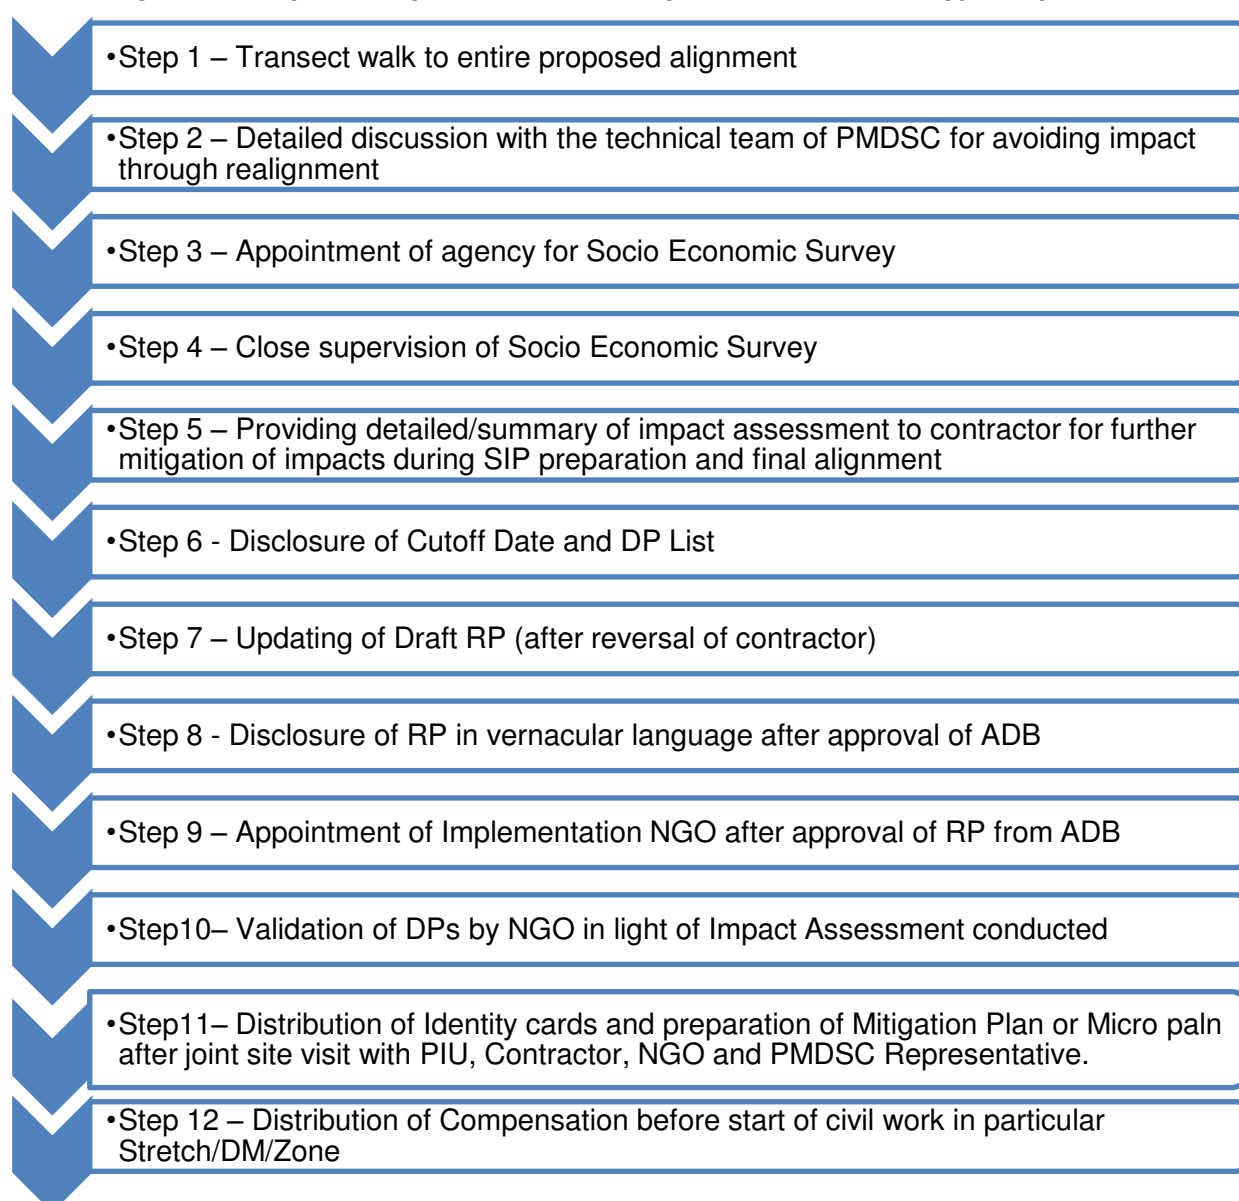 •Step 1 – Transect walk to entire proposed alignment
•Step 2 – Detailed discussion with the technical team of PMDSC for avoiding impact
through realignment
•Step 3 – Appointment of agency for Socio Economic Survey
•Step 4 – Close supervision of Socio Economic Survey
•Step 5 – Providing detailed/summary of impact assessment to contractor for further
mitigation of impacts during SIP preparation and final alignment
•Step 6 - Disclosure of Cutoff Date and DP List
•Step 7 – Updating of Draft RP (after reversal of contractor)
•Step 8 - Disclosure of RP in vernacular language after approval of ADB
•Step 9 – Appointment of Implementation NGO after approval of RP from ADB
•Step10– Validation of DPs by NGO in light of Impact Assessment conducted
•Step11– Distribution of Identity cards and preparation of Mitigation Plan or Micro paln
after joint site visit with PIU, Contractor, NGO and PMDSC Representative.
•Step 12 – Distribution of Compensation before start of civil work in particular
Stretch/DM/Zone